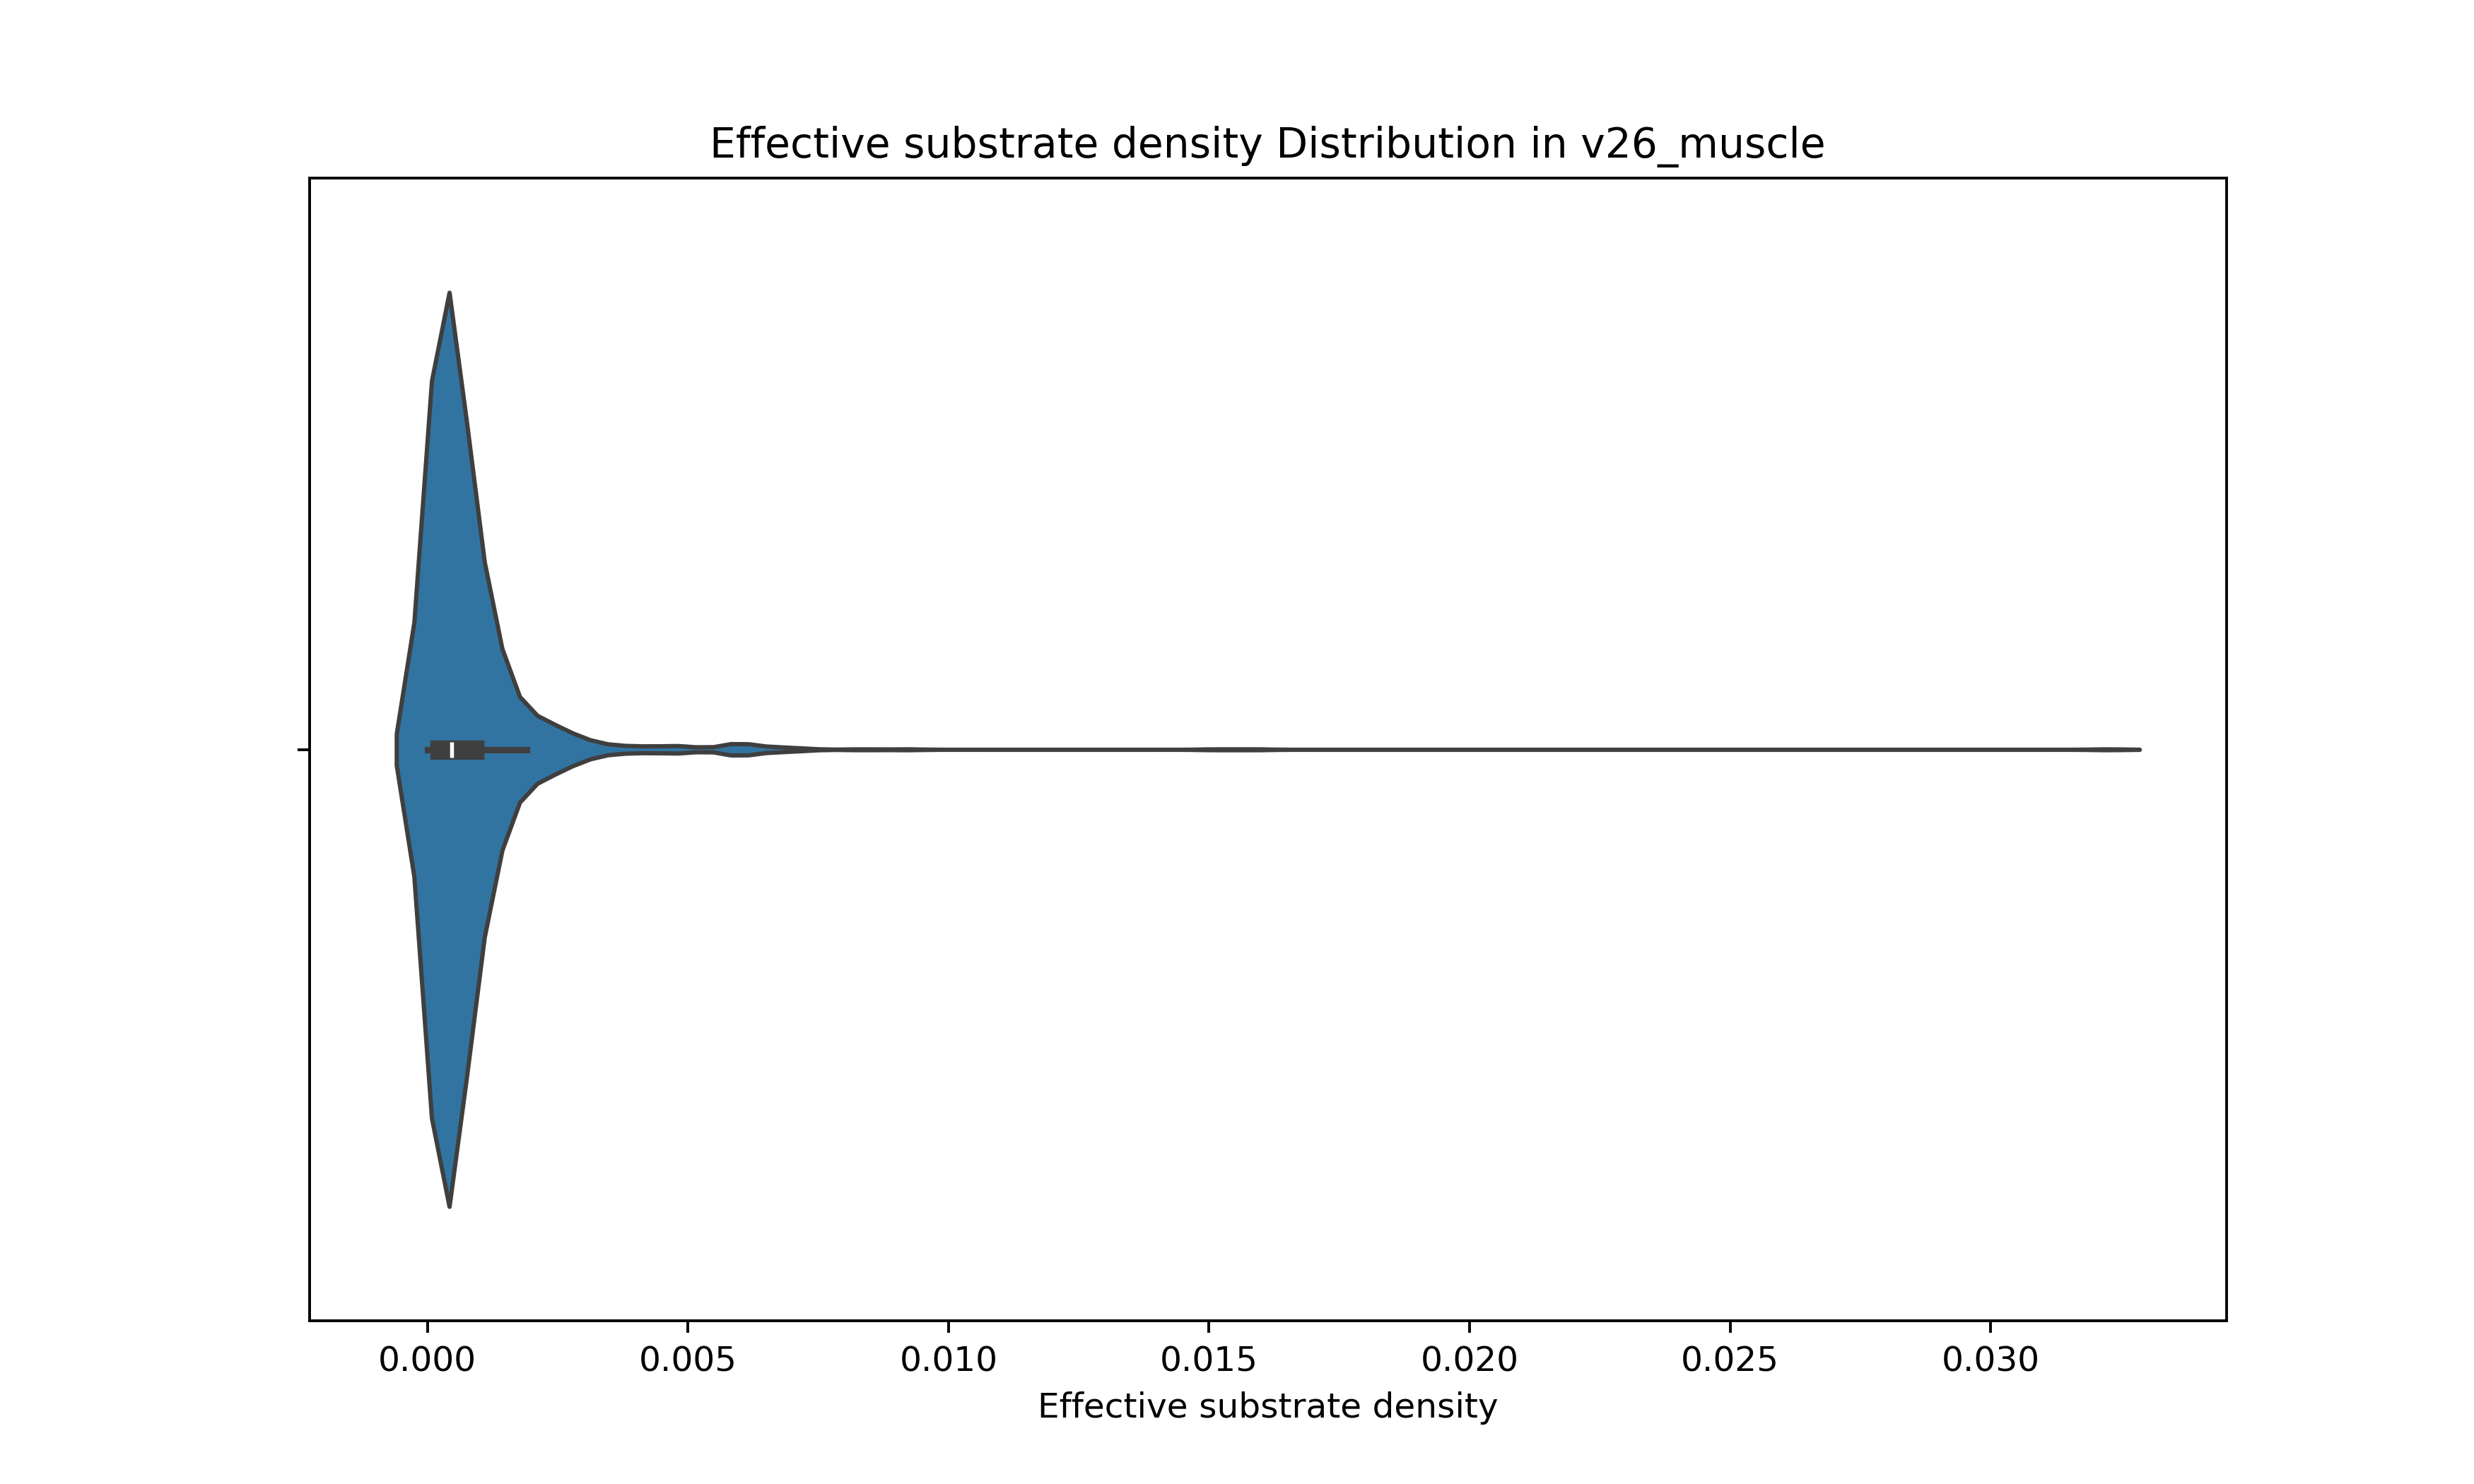 Effective substrate density Distribution in v26_muscle
0.000 0.005 0.010 0.015 0.020 0.025 0.030
Effective substrate density